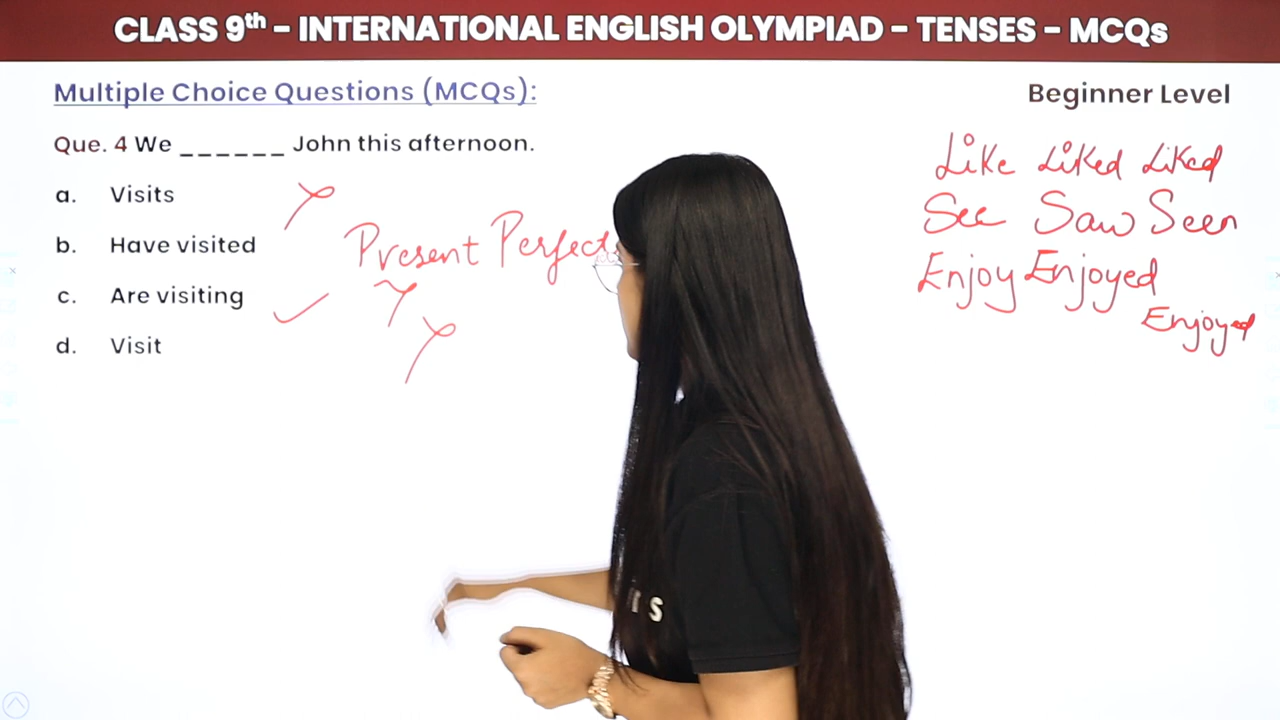 CLASS 9th - INTERNATIONAL ENGLISH OLYMPIAD - TENSES - MCQs
Multiple Choice Questions (MCQs):
Beginner Level
Que. 4 We ______ John this afternoon.
a. Visits
b. Have visited
c. Are visiting
d. Visit
Present Perfect
Like Liked Liked
See Saw Seen
Enjoy Enjoyed
Enjoyed
S